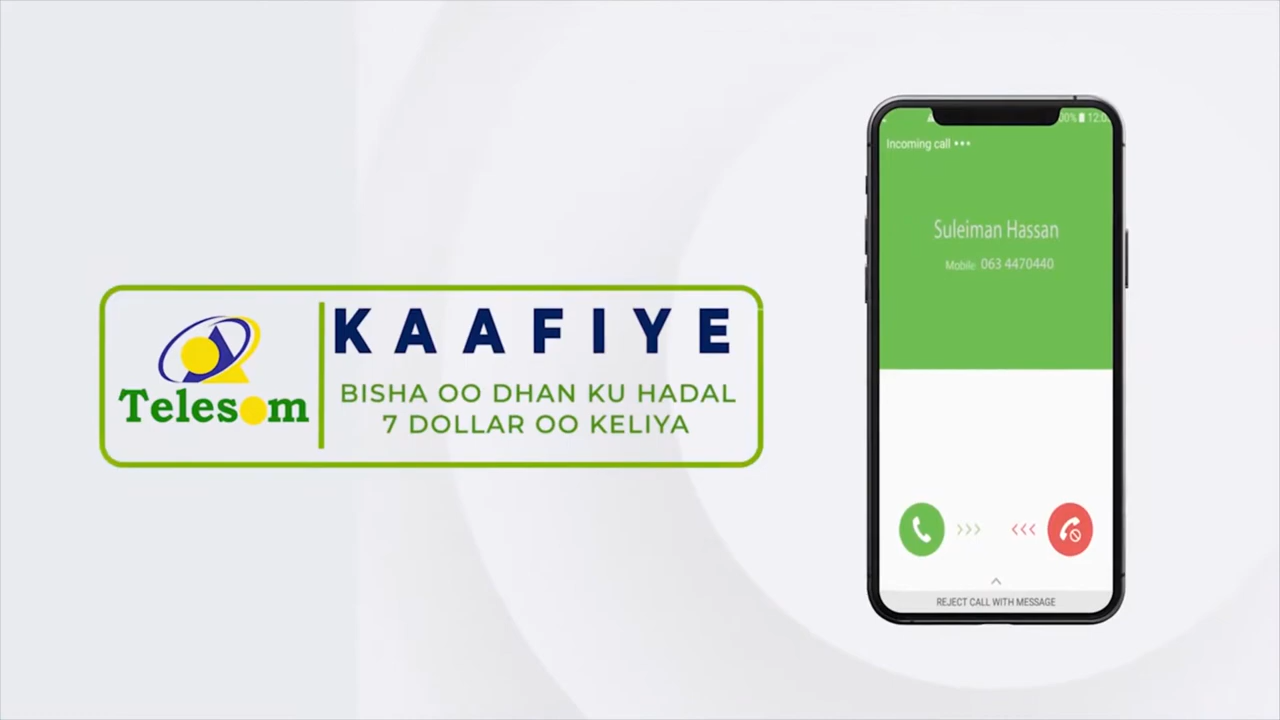 Telesom
KAAFIYE
BISHA OO DHAN KU HADAL
7 DOLLAR OO KELIYA
Incoming call •••
Suleiman Hassan
Mobile 063 4470440
REJECT CALL WITH MESSAGE